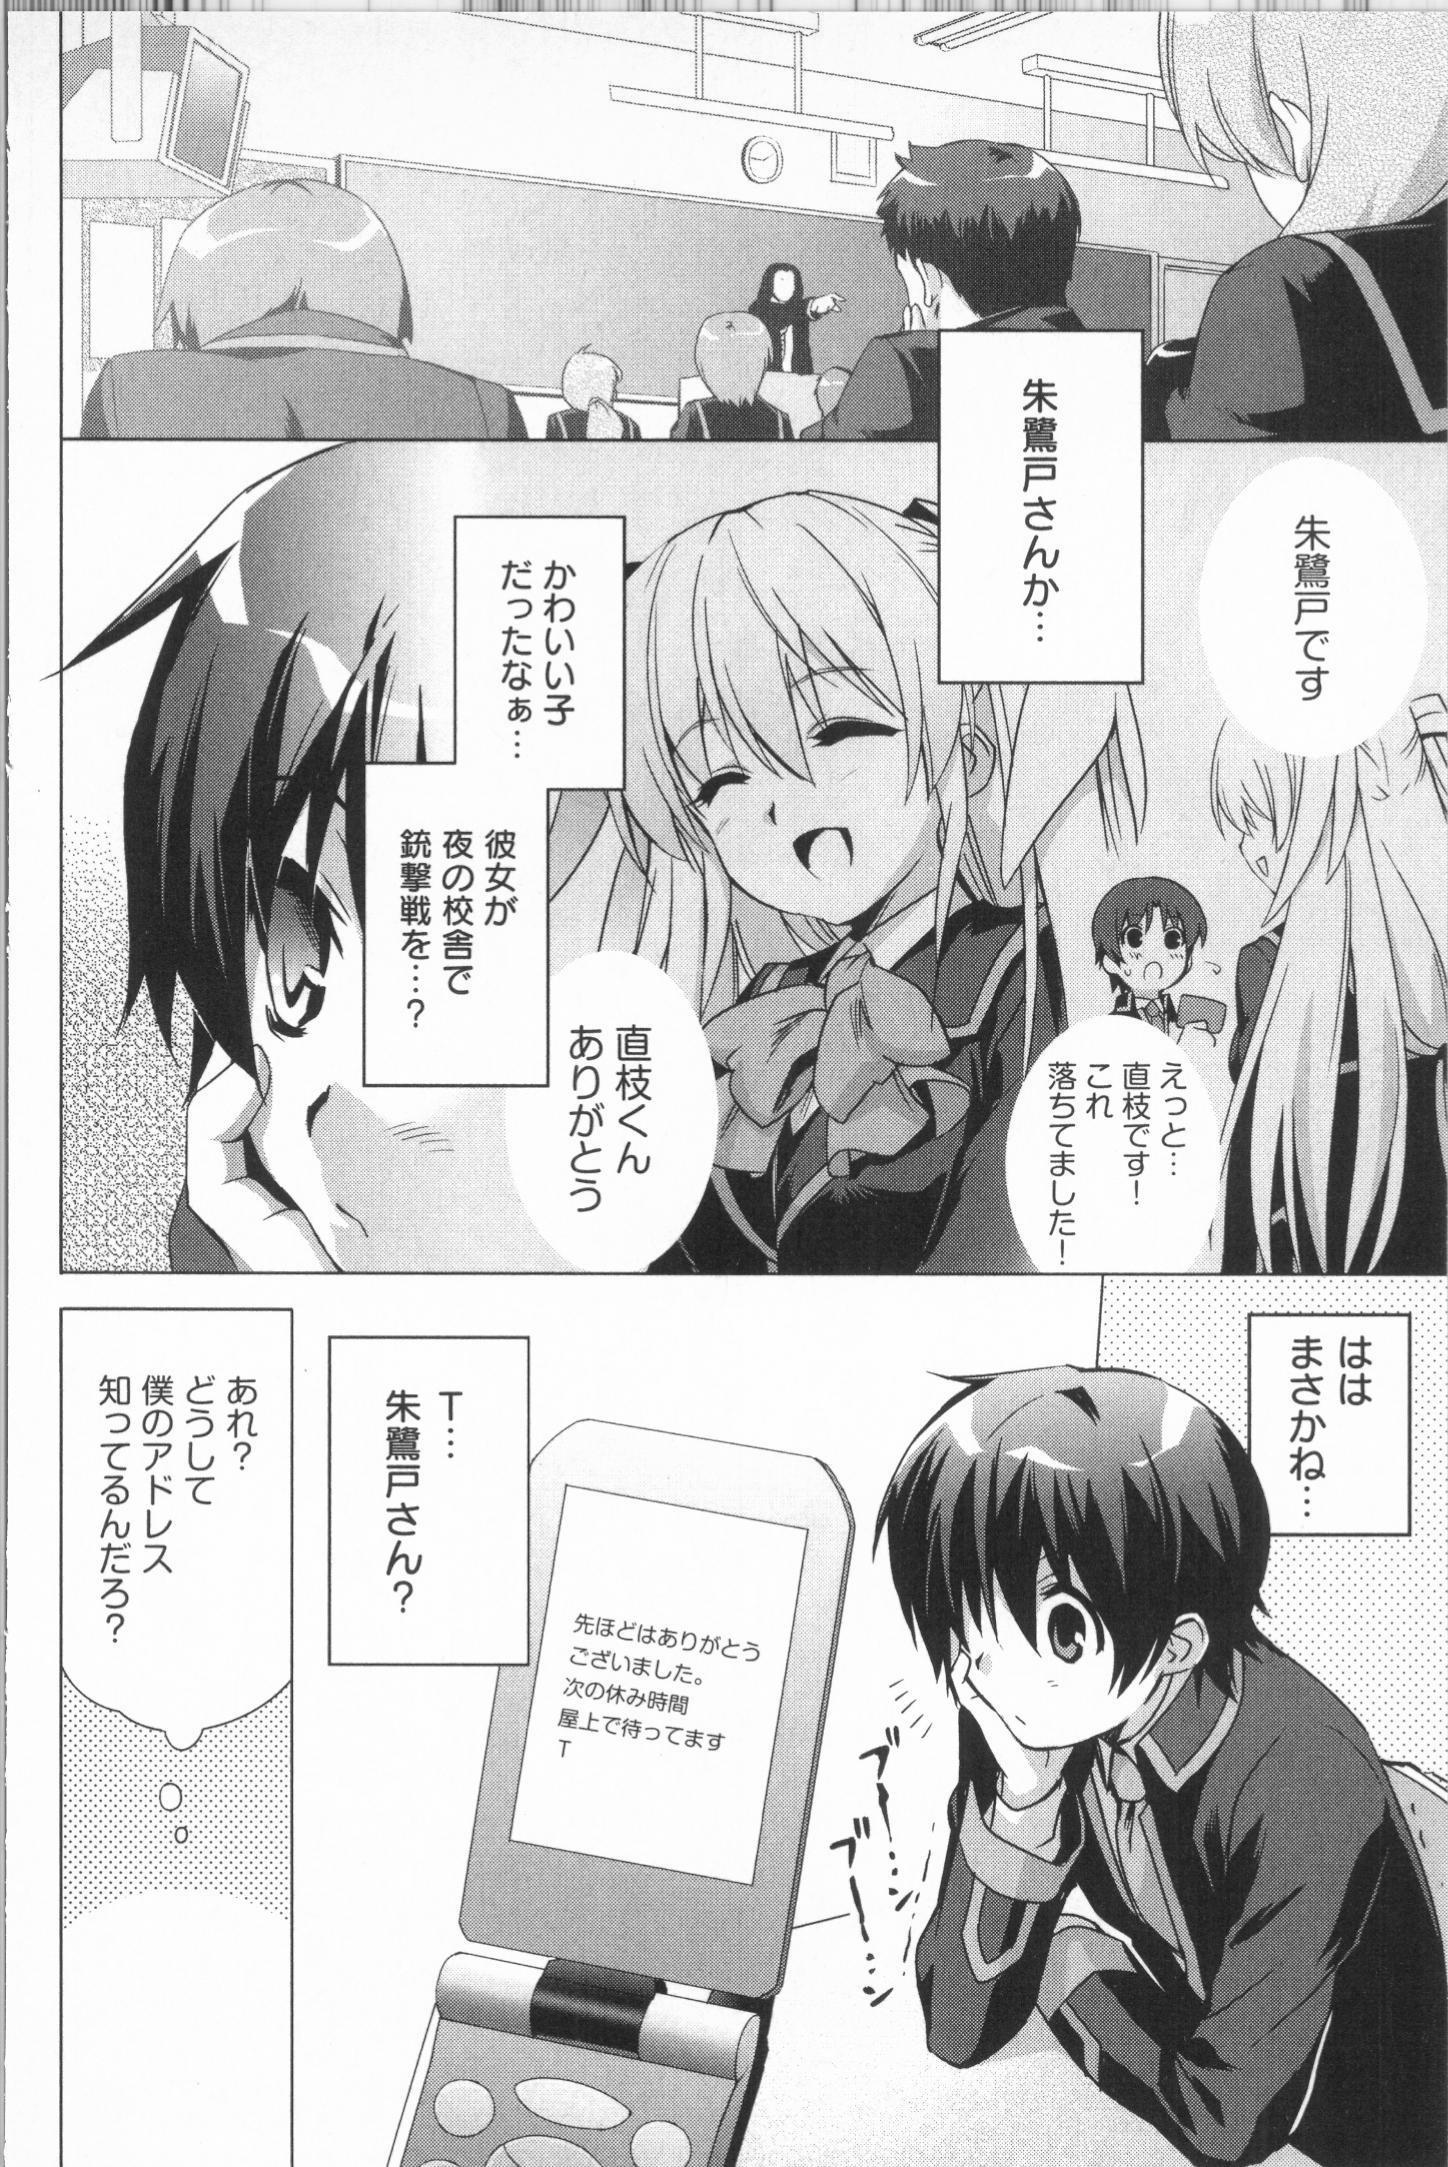 朱鷺戸さんか…
朱鷺戸です
えっと…
直枝です！
これ
落ちてました！
直枝くん
ありがとう
かわいい子
だったなぁ…
彼女が
夜の校舎で
銃撃戦を…？
はは
まさかね…
ブブブ
ブブ
先ほどはありがとう
ございました。
次の休み時間
屋上で待ってます
T
T…
朱鷺戸さん？
あれ？
どうして
僕のアドレス
知ってるんだろ？